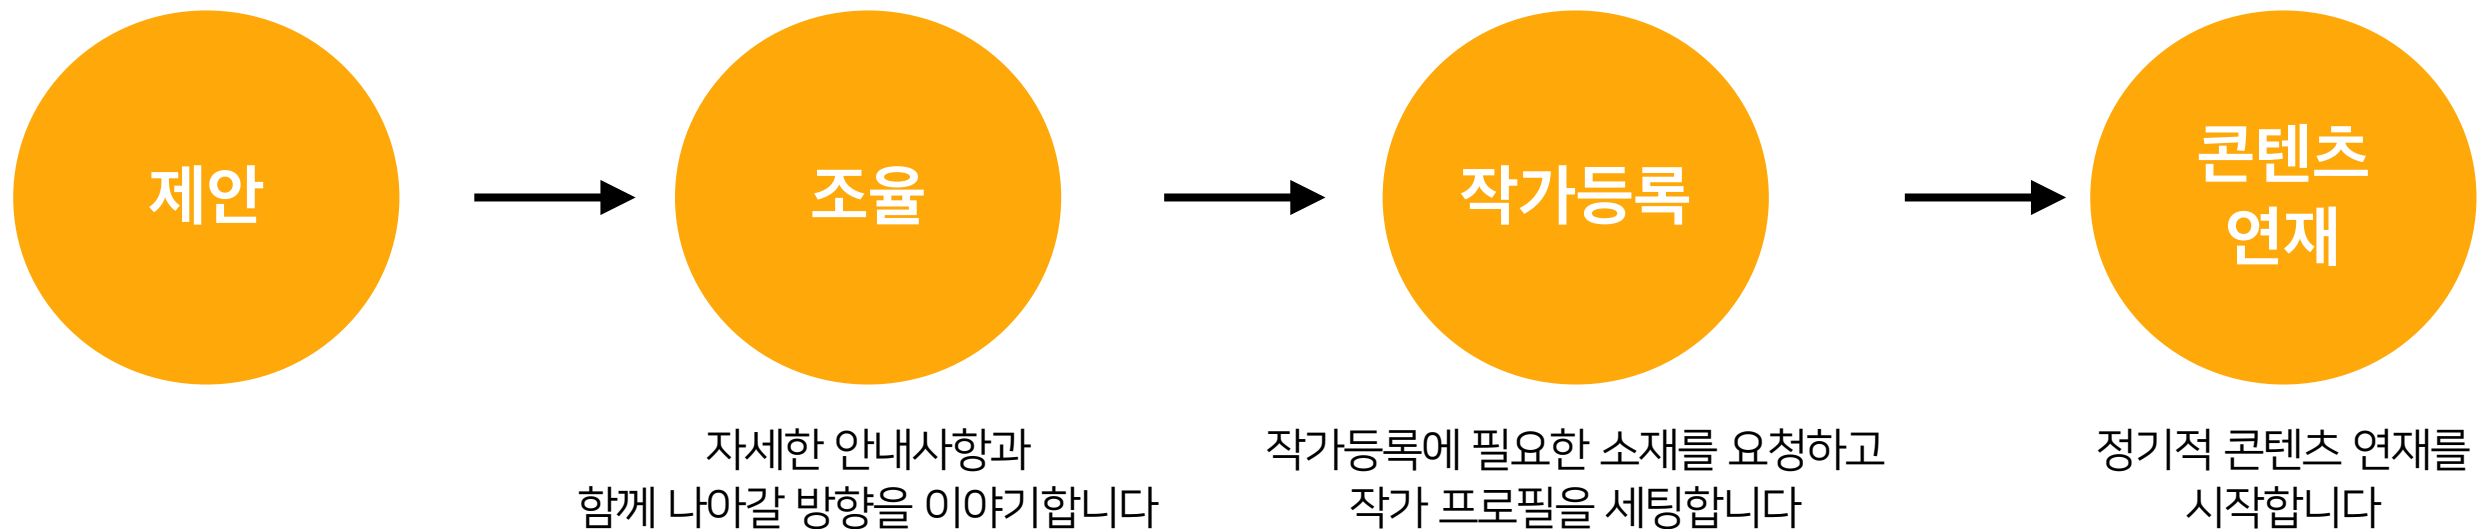 제안
조율
작가등록
콘텐츠
연재
자세한 안내사항과
함께 나아갈 방향을 이야기합니다
작가등록에 필요한 소재를 요청하고
작가 프로필을 세팅합니다
정기적 콘텐츠 연재를
시작합니다